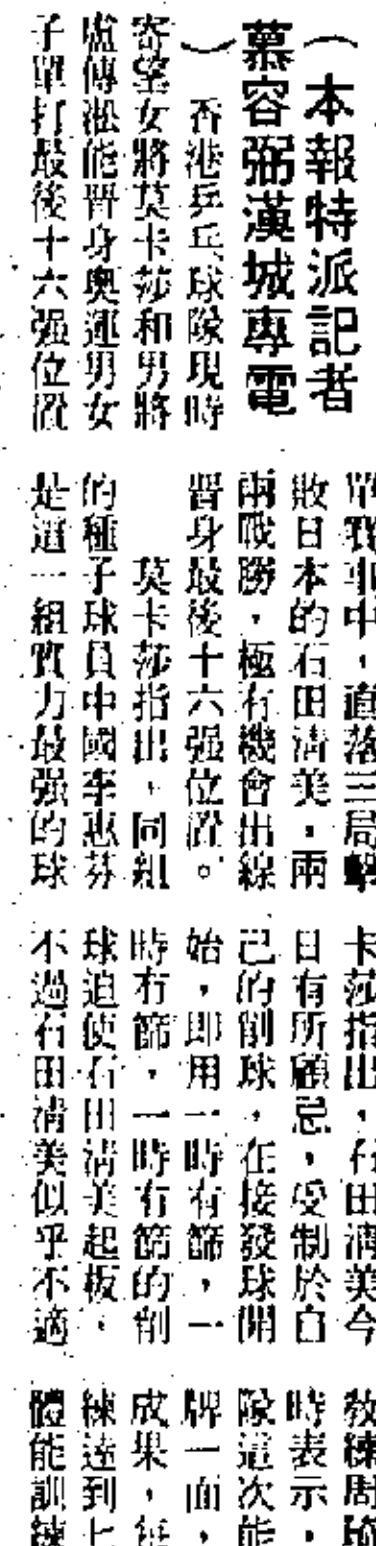 （本報特派記者
慕容弼漢城專電
）　香港乒乓球隊現時
寄望女將莫卡莎和男將
盧傳淞能晉身奧運男女
子單打最後十六强位置
單戰事中，直落三局擊
敗日本的石田清美，兩
兩戰勝，極有機會出線
晉身最後十六强位置。
莫卡莎指出，同組
的種子球員中國李惠芬
是這一組實力最强的球
卡莎指出，石田清美今
日有所顧忌，受制於自
己的削球，在接發球開
始，即用一時有篩，一
時冇篩，一時有篩的削
球迫使石田清美起板，
不過石田清美似乎不適
教練周
時表示，
隊這次能
牌一面，
成果，
練達到七
體能訓練